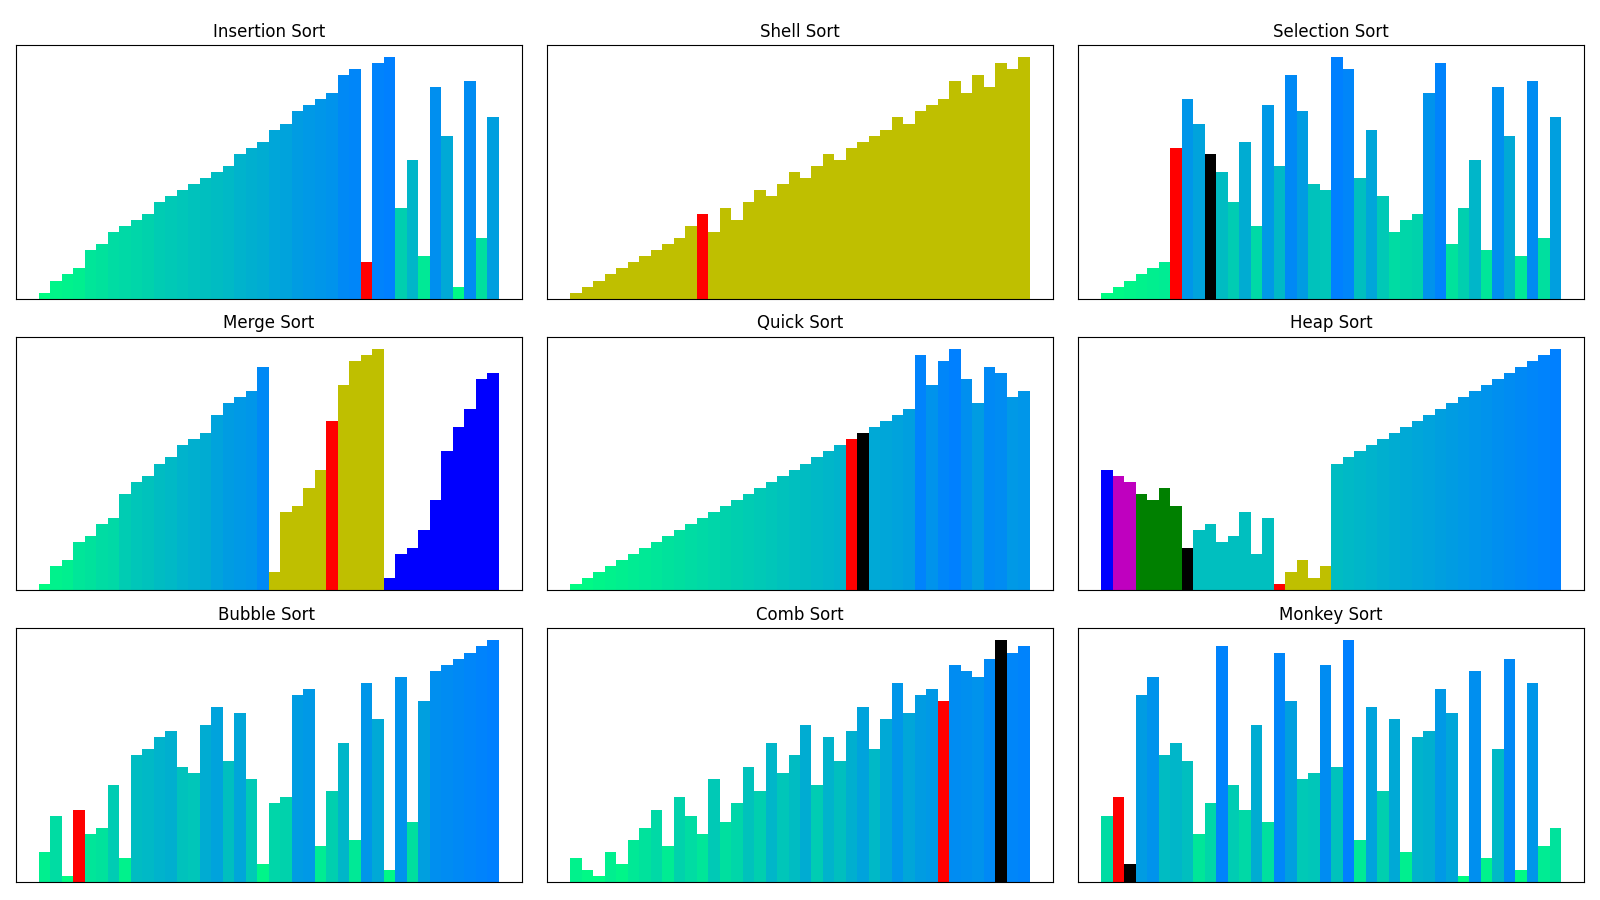 Insertion Sort
Shell Sort
Selection Sort
Merge Sort
Quick Sort
Heap Sort
Bubble Sort
Comb Sort
Monkey Sort